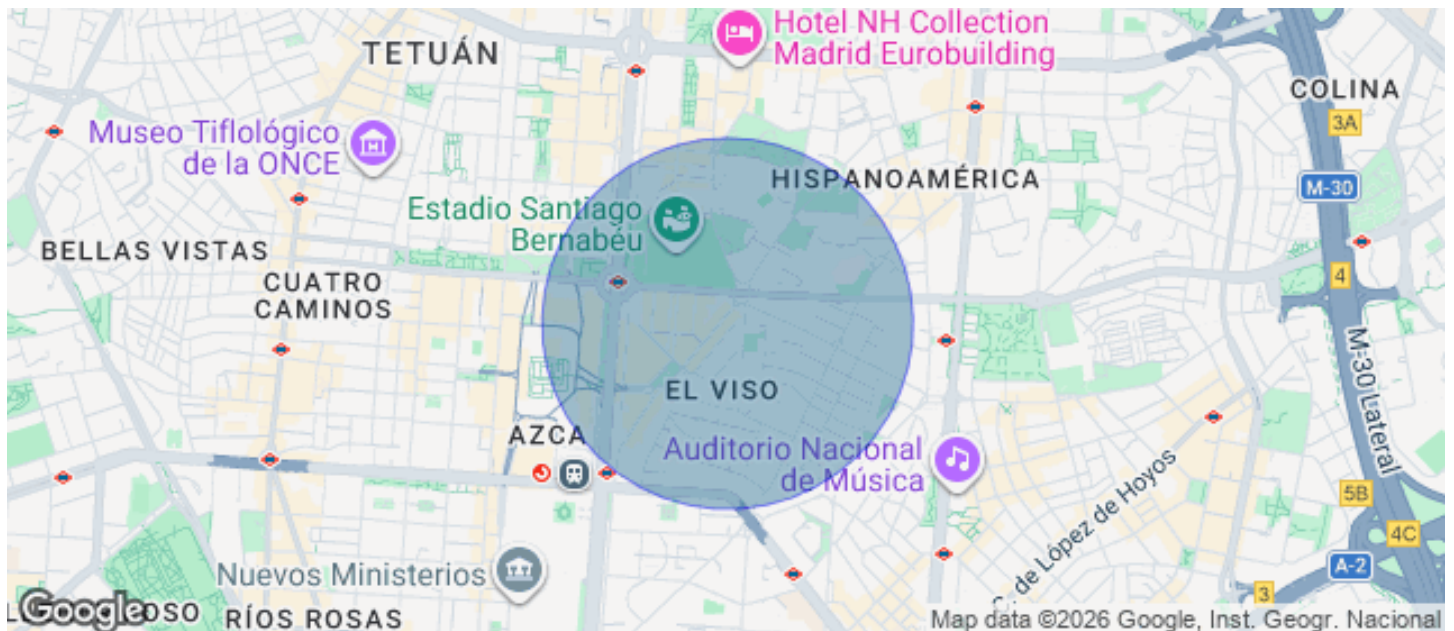 Hotel NH Collection
Madrid Eurobuilding
TETUÁN
COLINA
3A
Museo Tiflológico
de la ONCE
HISPANOAMÉRICA
M-30
Estadio Santiago
Bernabéu
BELLAS VISTAS
CUATRO
CAMINOS
4
M-30 Lateral
EL VISO
AZCA
Auditorio Nacional
de Música
C. de López de Hoyos
5B
4C
A-2
Nuevos Ministerios
3
Google
OSO
RÍOS ROSAS
Map data ©2026 Google, Inst. Geogr. Nacional